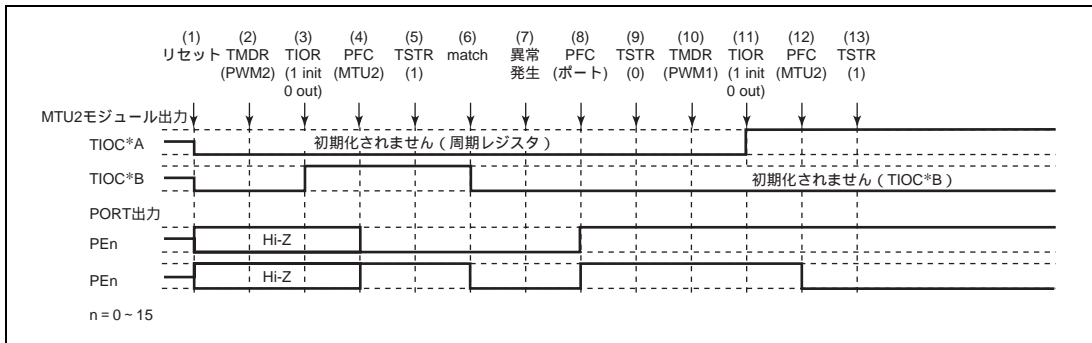 (1) (2) (3) (4) (5) (6) (7) (8) (9) (10) (11) (12) (13)
リセット TMDR TIOR PFC TSTR match 異常 PFC TSTR TMDR TIOR PFC TSTR
(PWM2) (1 init (MTU2) (1) 発生 (ポート) (0) (PWM1) (1 init (MTU2) (1)
0 out) 0 out)
MTU2モジュール出力
TIOC*A 初期化されません（周期レジスタ）
TIOC*B 初期化されません（TIOC*B）
PORT出力
PEn Hi-Z
PEn Hi-Z
n = 0 ~ 15